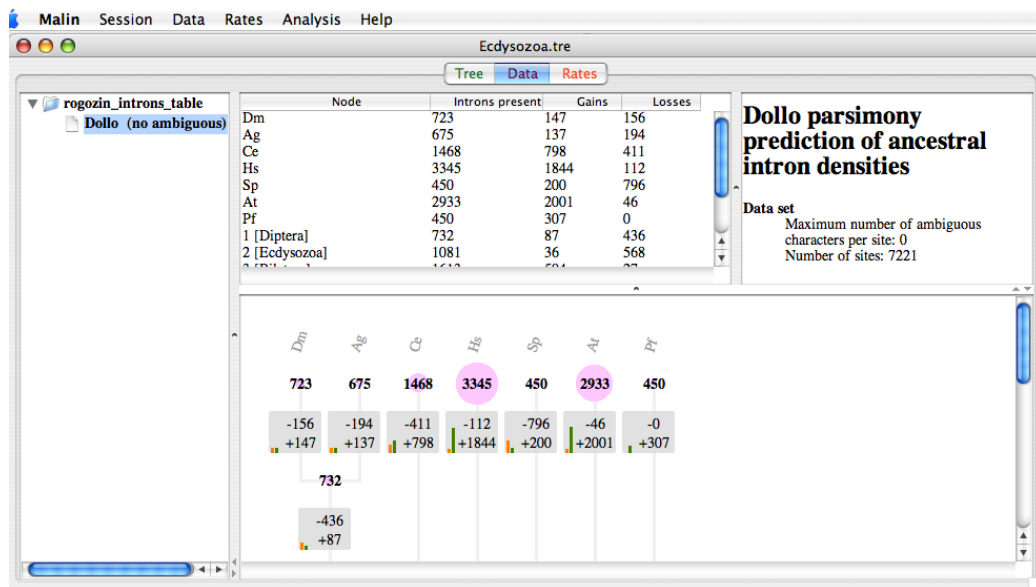 Malin Session Data Rates Analysis Help
Ecdysozoa.tre
Tree Data Rates
rogozin_introns_table
Dollo (no ambiguous)
Node Introns present Gains Losses
Dm 723 147 156
Ag 675 137 194
Ce 1468 798 411
Hs 3345 1844 112
Sp 450 200 796
At 2933 2001 46
Pf 450 307 0
1 [Diptera] 732 87 436
2 [Ecdysozoa] 1081 36 568
Dollo parsimony
prediction of ancestral
intron densities
Data set
Maximum number of ambiguous
characters per site: 0
Number of sites: 7221
Dm Ag Ce Hs Sp At Pf
723 675 1468 3345 450 2933 450
-156 -194 -411 -112 -796 -46 -0
+147 +137 +798 +1844 +200 +2001 +307
732
-436
+87